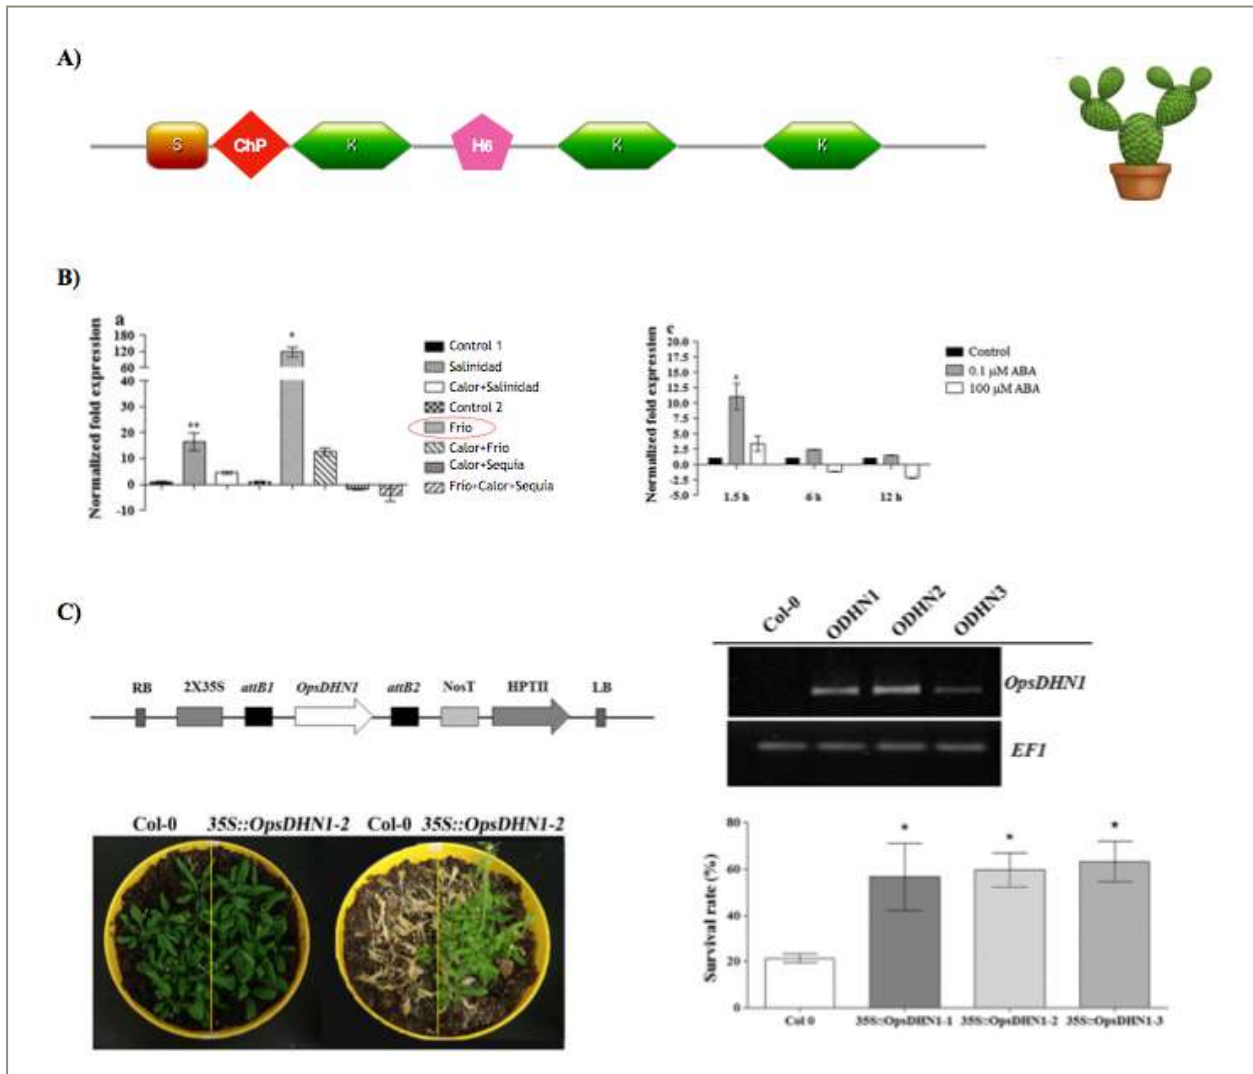 A)
S ChP K H6 K K
B)
a
Normalized fold expression
180
120
60
40
30
20
10
0
-10
**
*
Control 1
Salinidad
Calor+Salinidad
Control 2
Frío
Calor+Frío
Calor+Sequía
Frío+Calor+Sequía
c
Normalized fold expression
20.0
17.5
15.0
12.5
10.0
7.5
5.0
2.5
0.0
-2.5
-5.0
*
1.5 h 6 h 12 h
Control
0.1 µM ABA
100 µM ABA
C)
RB 2X35S attB1 OpsDHN1 attB2 NosT HPTII LB
Col-0 ODHN1 ODHN2 ODHN3
OpsDHN1
EF1
Col-0 35S::OpsDHN1-2 Col-0 35S::OpsDHN1-2
Survival rate (%)
80
60
40
20
0
* * *
Col 0 35S::OpsDHN1-1 35S::OpsDHN1-2 35S::OpsDHN1-3